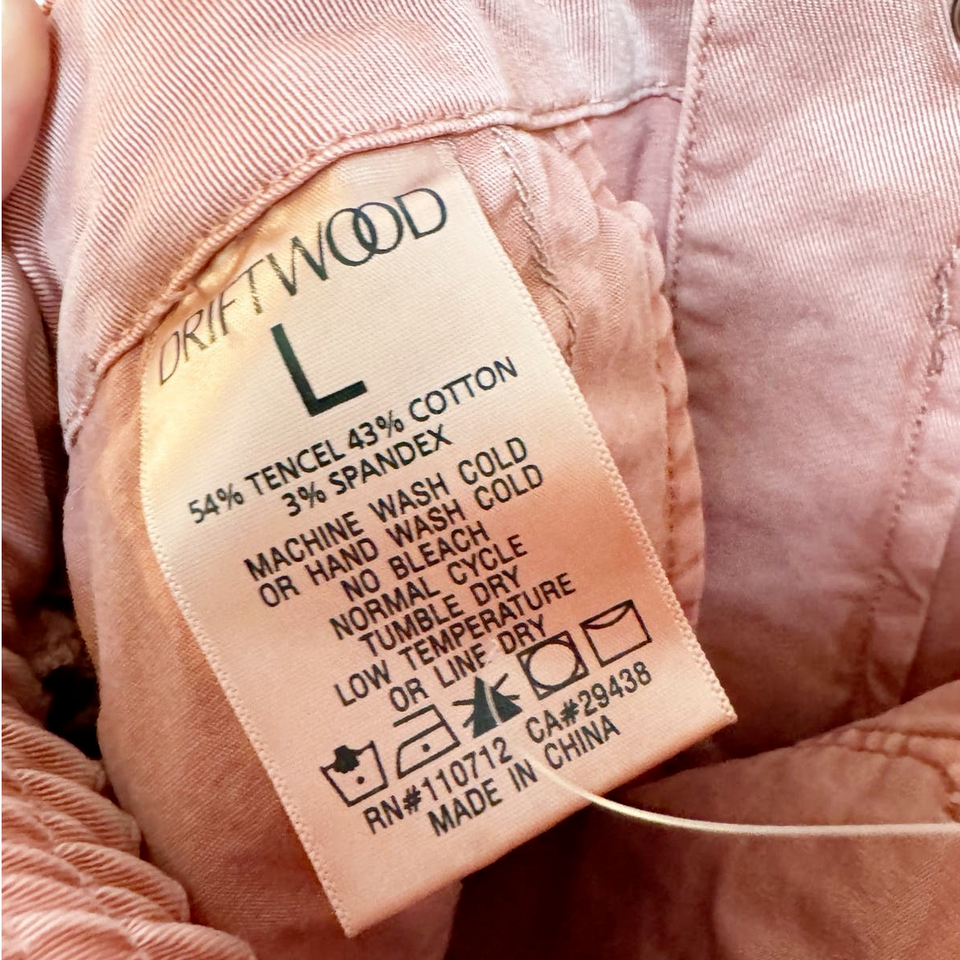 DRIFTWOOD
L
54% TENCEL 43% COTTON
3% SPANDEX
MACHINE WASH COLD
OR HAND WASH COLD
NO BLEACH
NORMAL CYCLE
TUMBLE DRY
LOW TEMPERATURE
OR LINE DRY
RN#110712 CA#29438
MADE IN CHINA